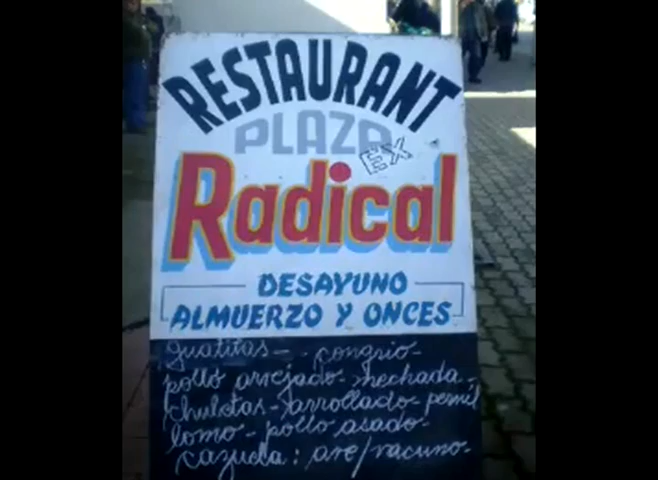 RESTAURANT
PLAZA
EX
Radical
DESAYUNO
ALMUERZO Y ONCES
guatitas - congrio -
pollo arvejado - mechada -
chuletas - arrollado - pernil
lomo - pollo asado -
cazuela: ave/vacuno -